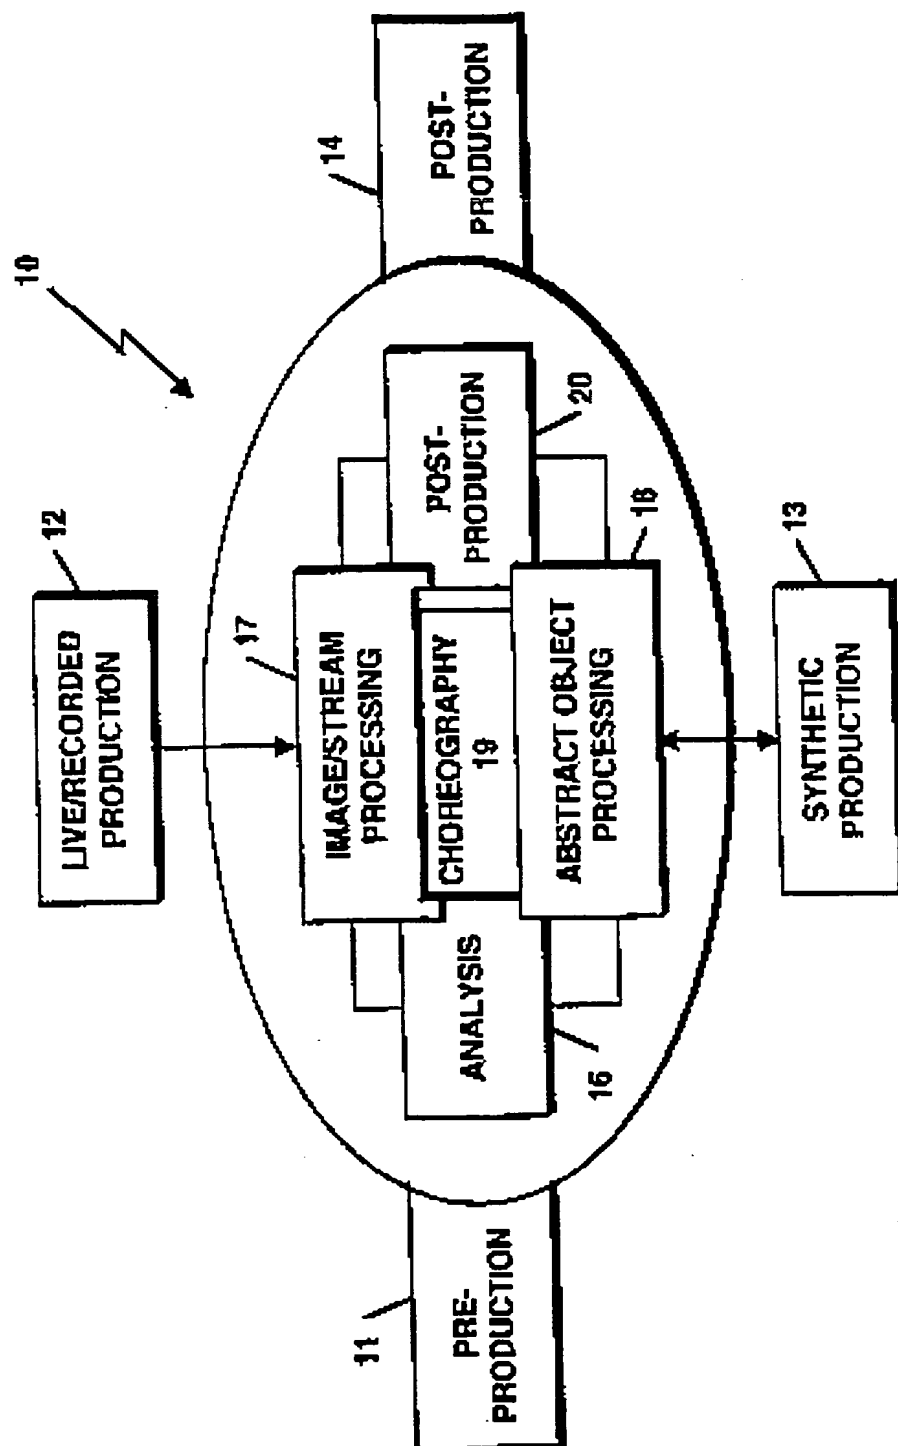 10
12
LIVE/RECORDED
PRODUCTION
17
14
11
IMAGE/STREAM
PROCESSING
PRE-
PRODUCTION
ANALYSIS
16
CHOREOGRAPHY
19
POST-
PRODUCTION
20
POST-
PRODUCTION
ABSTRACT OBJECT
PROCESSING
18
13
SYNTHETIC
PRODUCTION